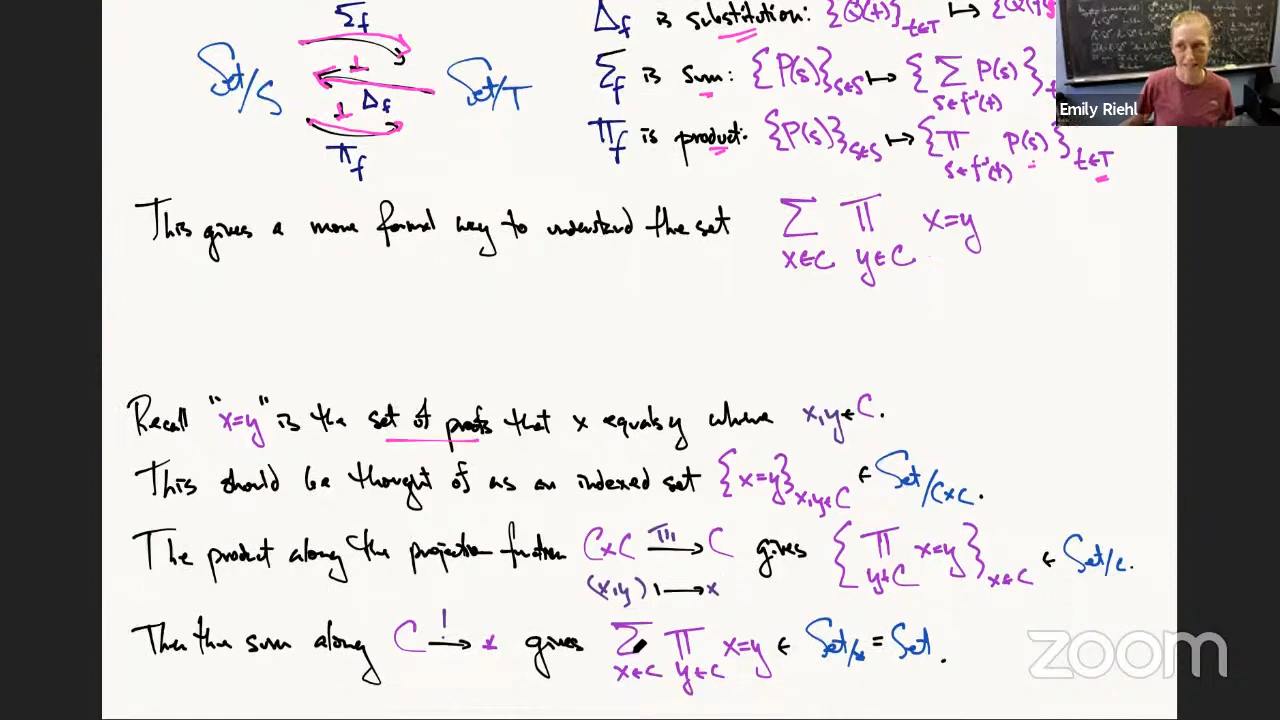 Σ_f
Set/S ⊥ Δ_f Set/T
⊥
Π_f
Δ_f is substitution: {Q(t)}_{t∈T} ↦ {Q(f
Σ_f is sum: {P(s)}_{s∈S} ↦ { Σ_{s∈f⁻¹(t)} P(s) }_t
Π_f is product: {P(s)}_{s∈S} ↦ { Π_{s∈f⁻¹(t)} P(s) }_{t∈T}
Emily Riehl
This gives a more formal way to understand the set Σ_{x∈C} Π_{y∈C} x=y
Recall "x=y" is the set of proofs that x equals y where x,y∈C.
This should be thought of as an indexed set {x=y}_{x,y∈C} ∈ Set/C×C.
The product along the projection function C×C →^{π₁} C gives { Π_{y∈C} x=y }_{x∈C} ∈ Set/C.
(x,y) ↦ x
Then the sum along C →^{!} * gives Σ_{x∈C} Π_{y∈C} x=y ∈ Set/* = Set.
zoom